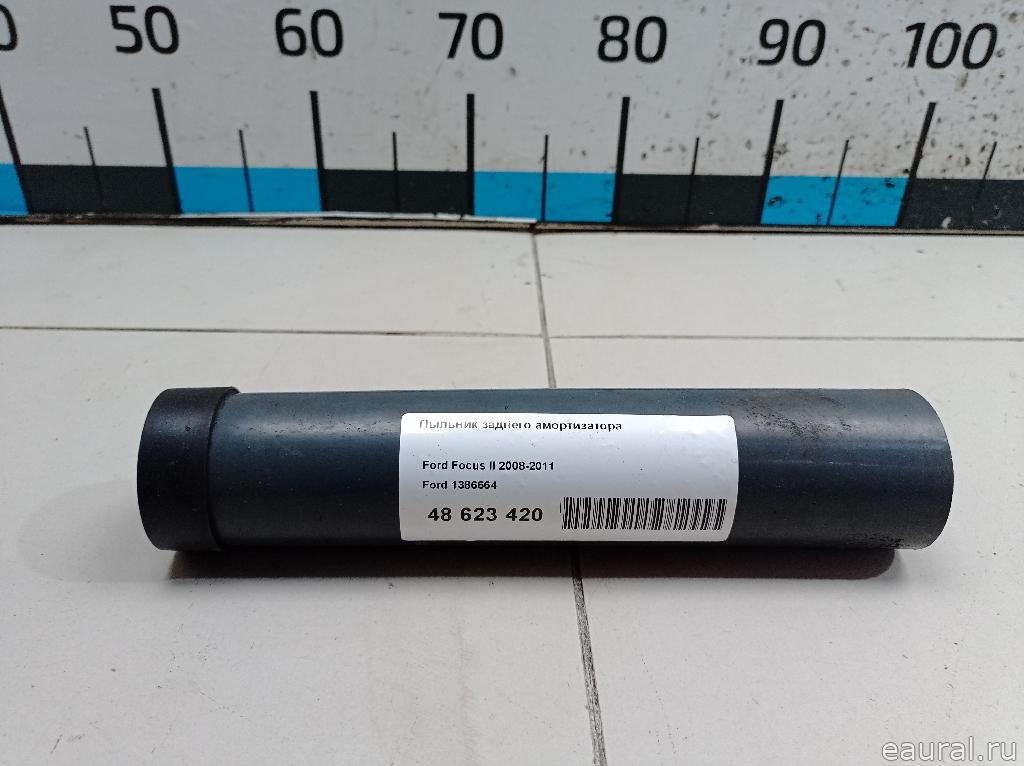 0 50 60 70 80 90 100
Пыльник заднего амортизатора
Ford Focus II 2008-2011
Ford 1386664
48 623 420
eaural.ru